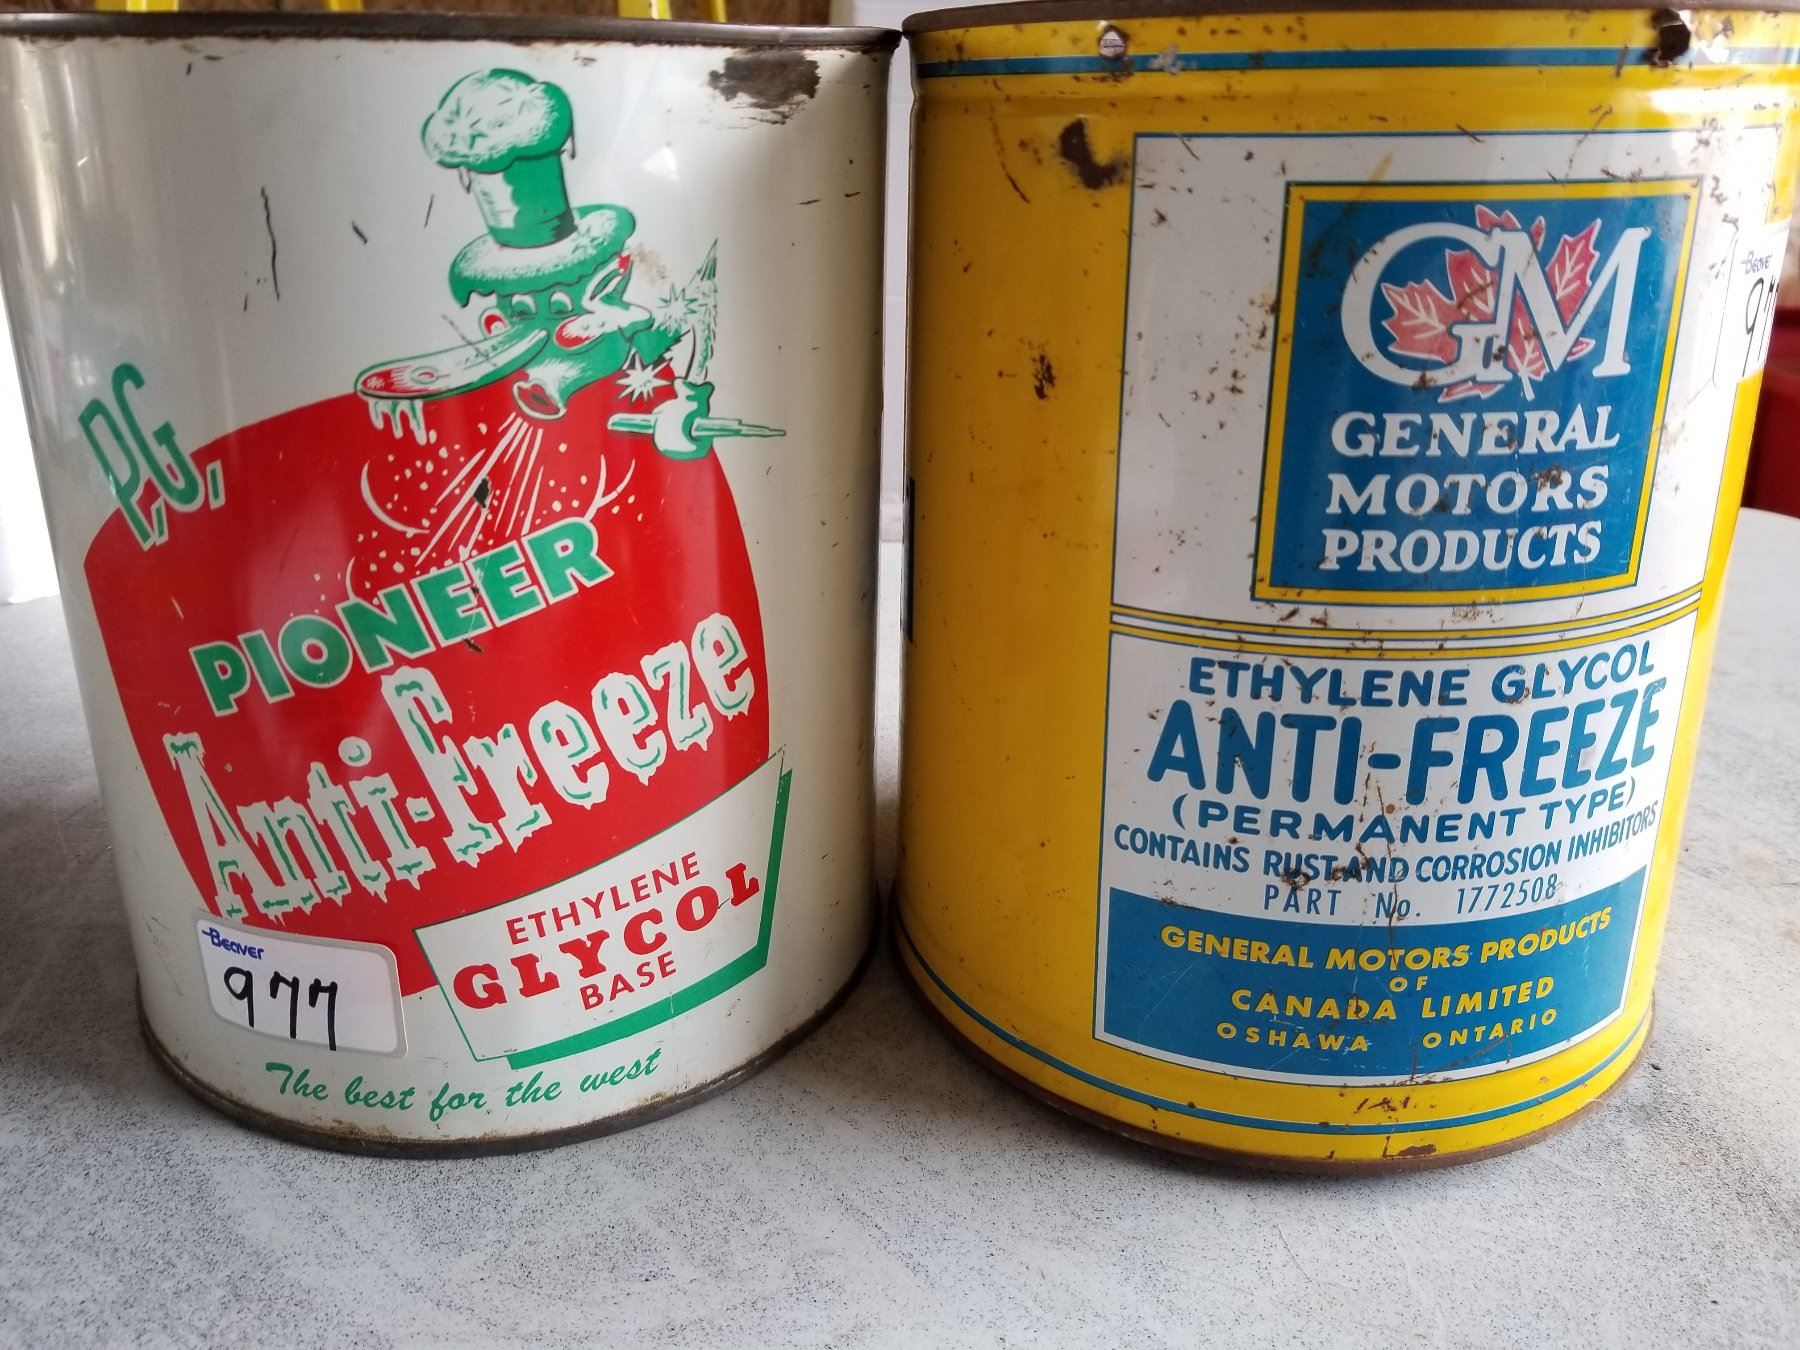 P.G.
PIONEER
Anti-freeze
ETHYLENE
GLYCOL
BASE
Beaver
977
The best for the west
GM
GENERAL
MOTORS
PRODUCTS
ETHYLENE GLYCOL
ANTI-FREEZE
(PERMANENT TYPE)
CONTAINS RUST AND CORROSION INHIBITORS
PART No. 1772508
GENERAL MOTORS PRODUCTS
OF
CANADA LIMITED
OSHAWA ONTARIO
Beaver